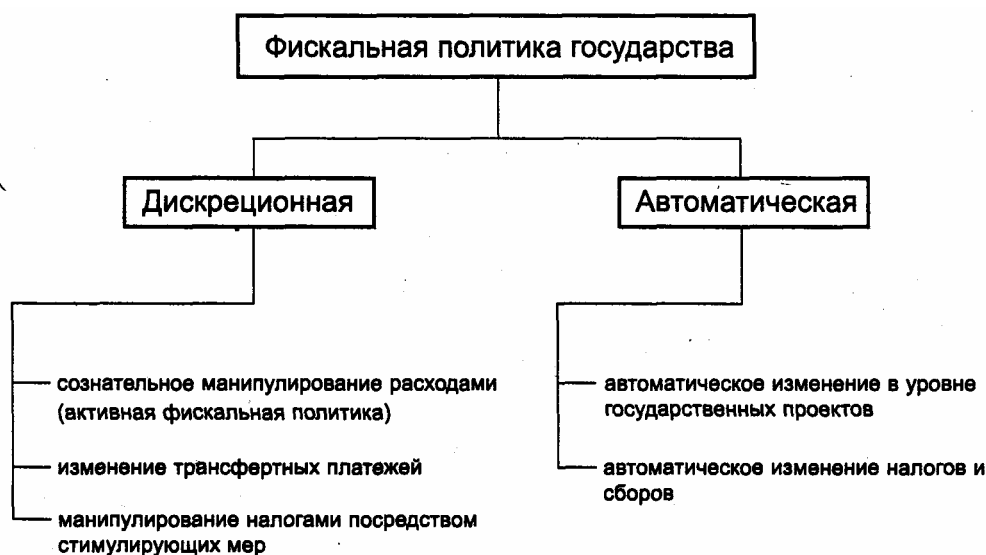 Фискальная политика государства
Дискреционная
Автоматическая
сознательное манипулирование расходами
(активная фискальная политика)
изменение трансфертных платежей
манипулирование налогами посредством
стимулирующих мер
автоматическое изменение в уровне
государственных проектов
автоматическое изменение налогов и
сборов